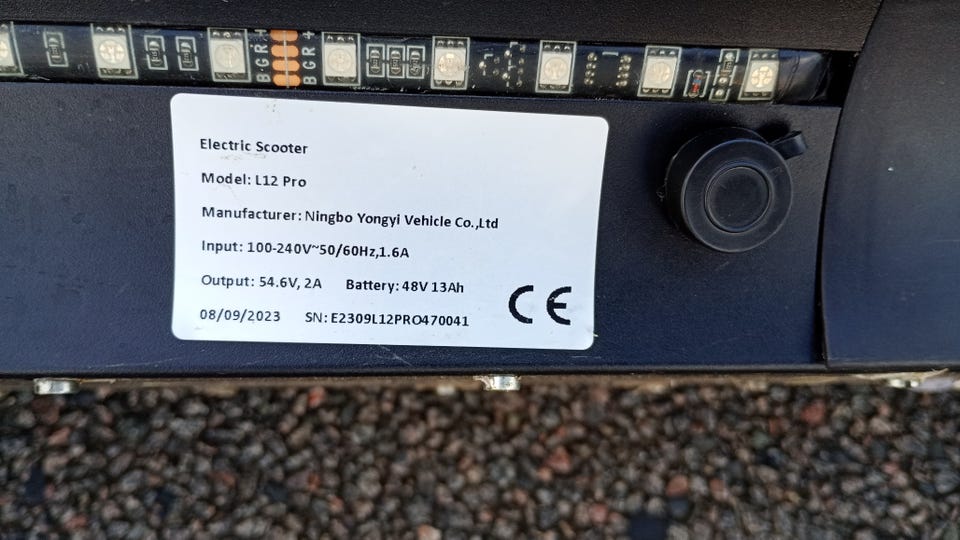 B G R +
B G R +
Electric Scooter
Model: L12 Pro
Manufacturer: Ningbo Yongyi Vehicle Co.,Ltd
Input: 100-240V~50/60Hz,1.6A
Output: 54.6V, 2A Battery: 48V 13Ah
08/09/2023 SN: E2309L12PRO470041
CE